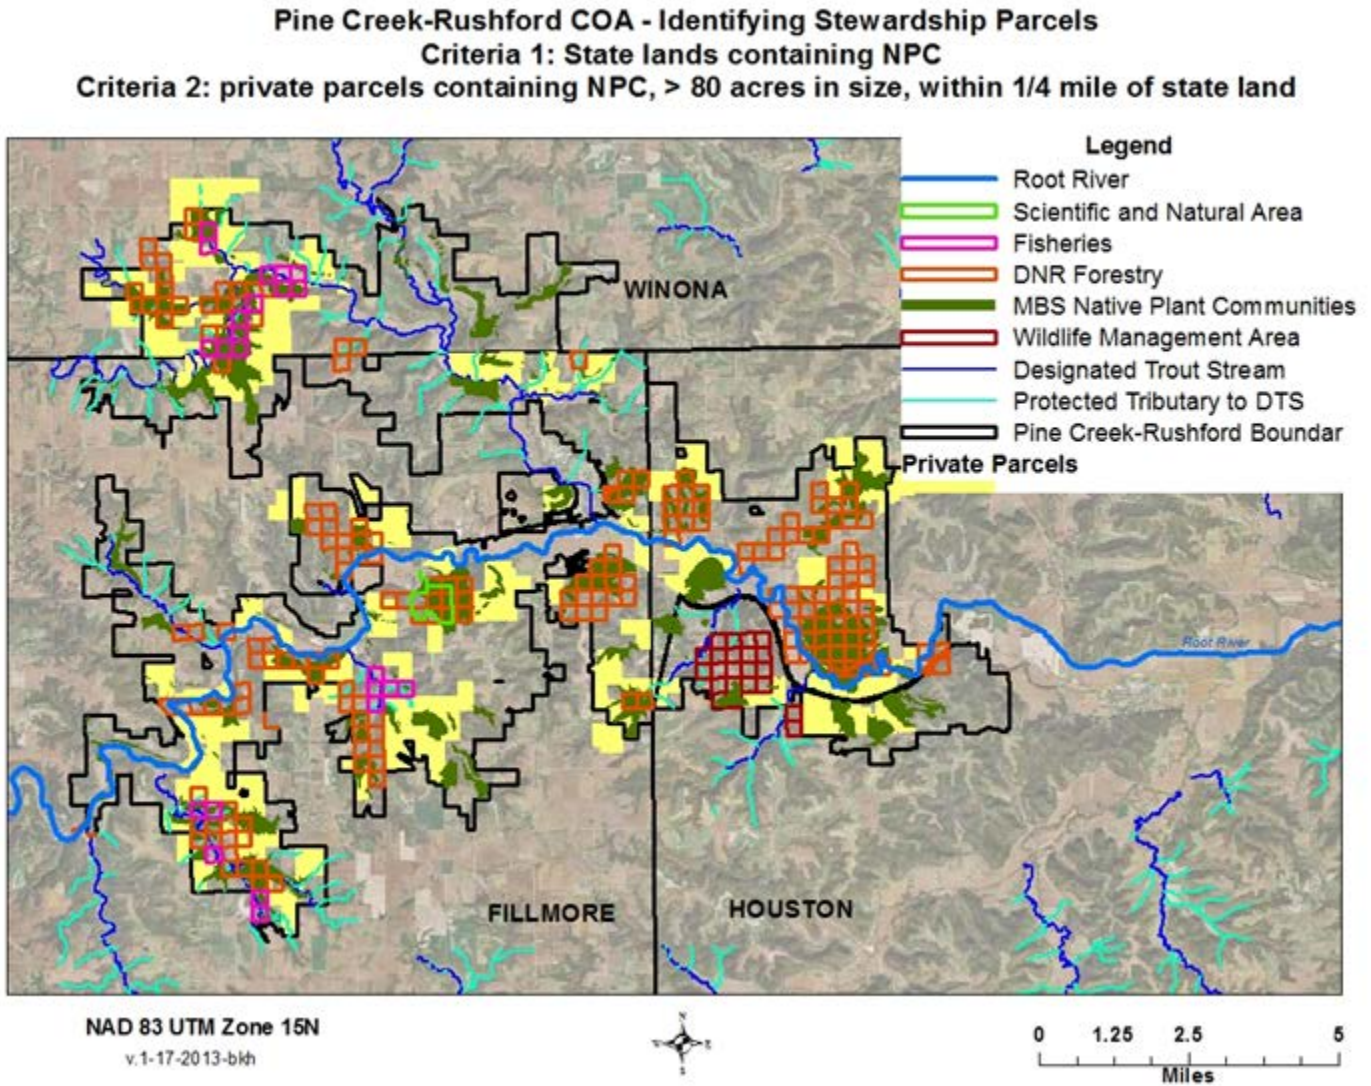 Pine Creek-Rushford COA - Identifying Stewardship Parcels
Criteria 1: State lands containing NPC
Criteria 2: private parcels containing NPC, > 80 acres in size, within 1/4 mile of state land
Legend
Root River
Scientific and Natural Area
Fisheries
DNR Forestry
MBS Native Plant Communities
Wildlife Management Area
Designated Trout Stream
Protected Tributary to DTS
Pine Creek-Rushford Boundar
Private Parcels
WINONA
Root River
FILLMORE
HOUSTON
NAD 83 UTM Zone 15N
v.1-17-2013-bkh
N
W E
S
0 1.25 2.5 5
Miles